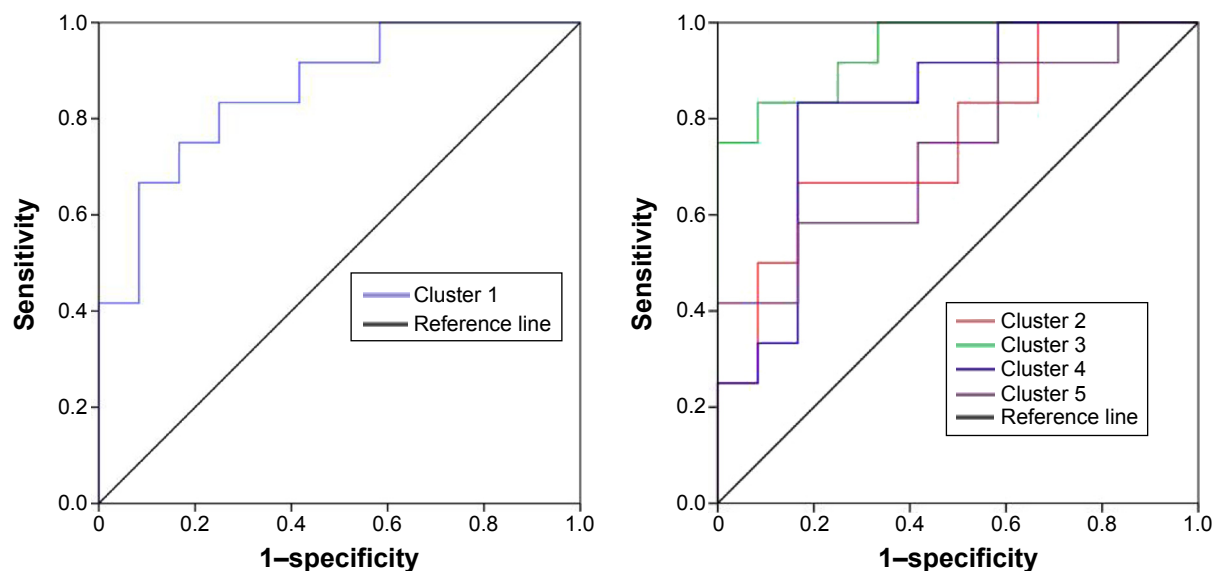 1.0
0.8
0.6
0.4
0.2
0.0
0
0.2
0.4
0.6
0.8
1.0
Sensitivity
1–specificity
Cluster 1
Reference line
1.0
0.8
0.6
0.4
0.2
0.0
0
0.2
0.4
0.6
0.8
1.0
Sensitivity
1–specificity
Cluster 2
Cluster 3
Cluster 4
Cluster 5
Reference line